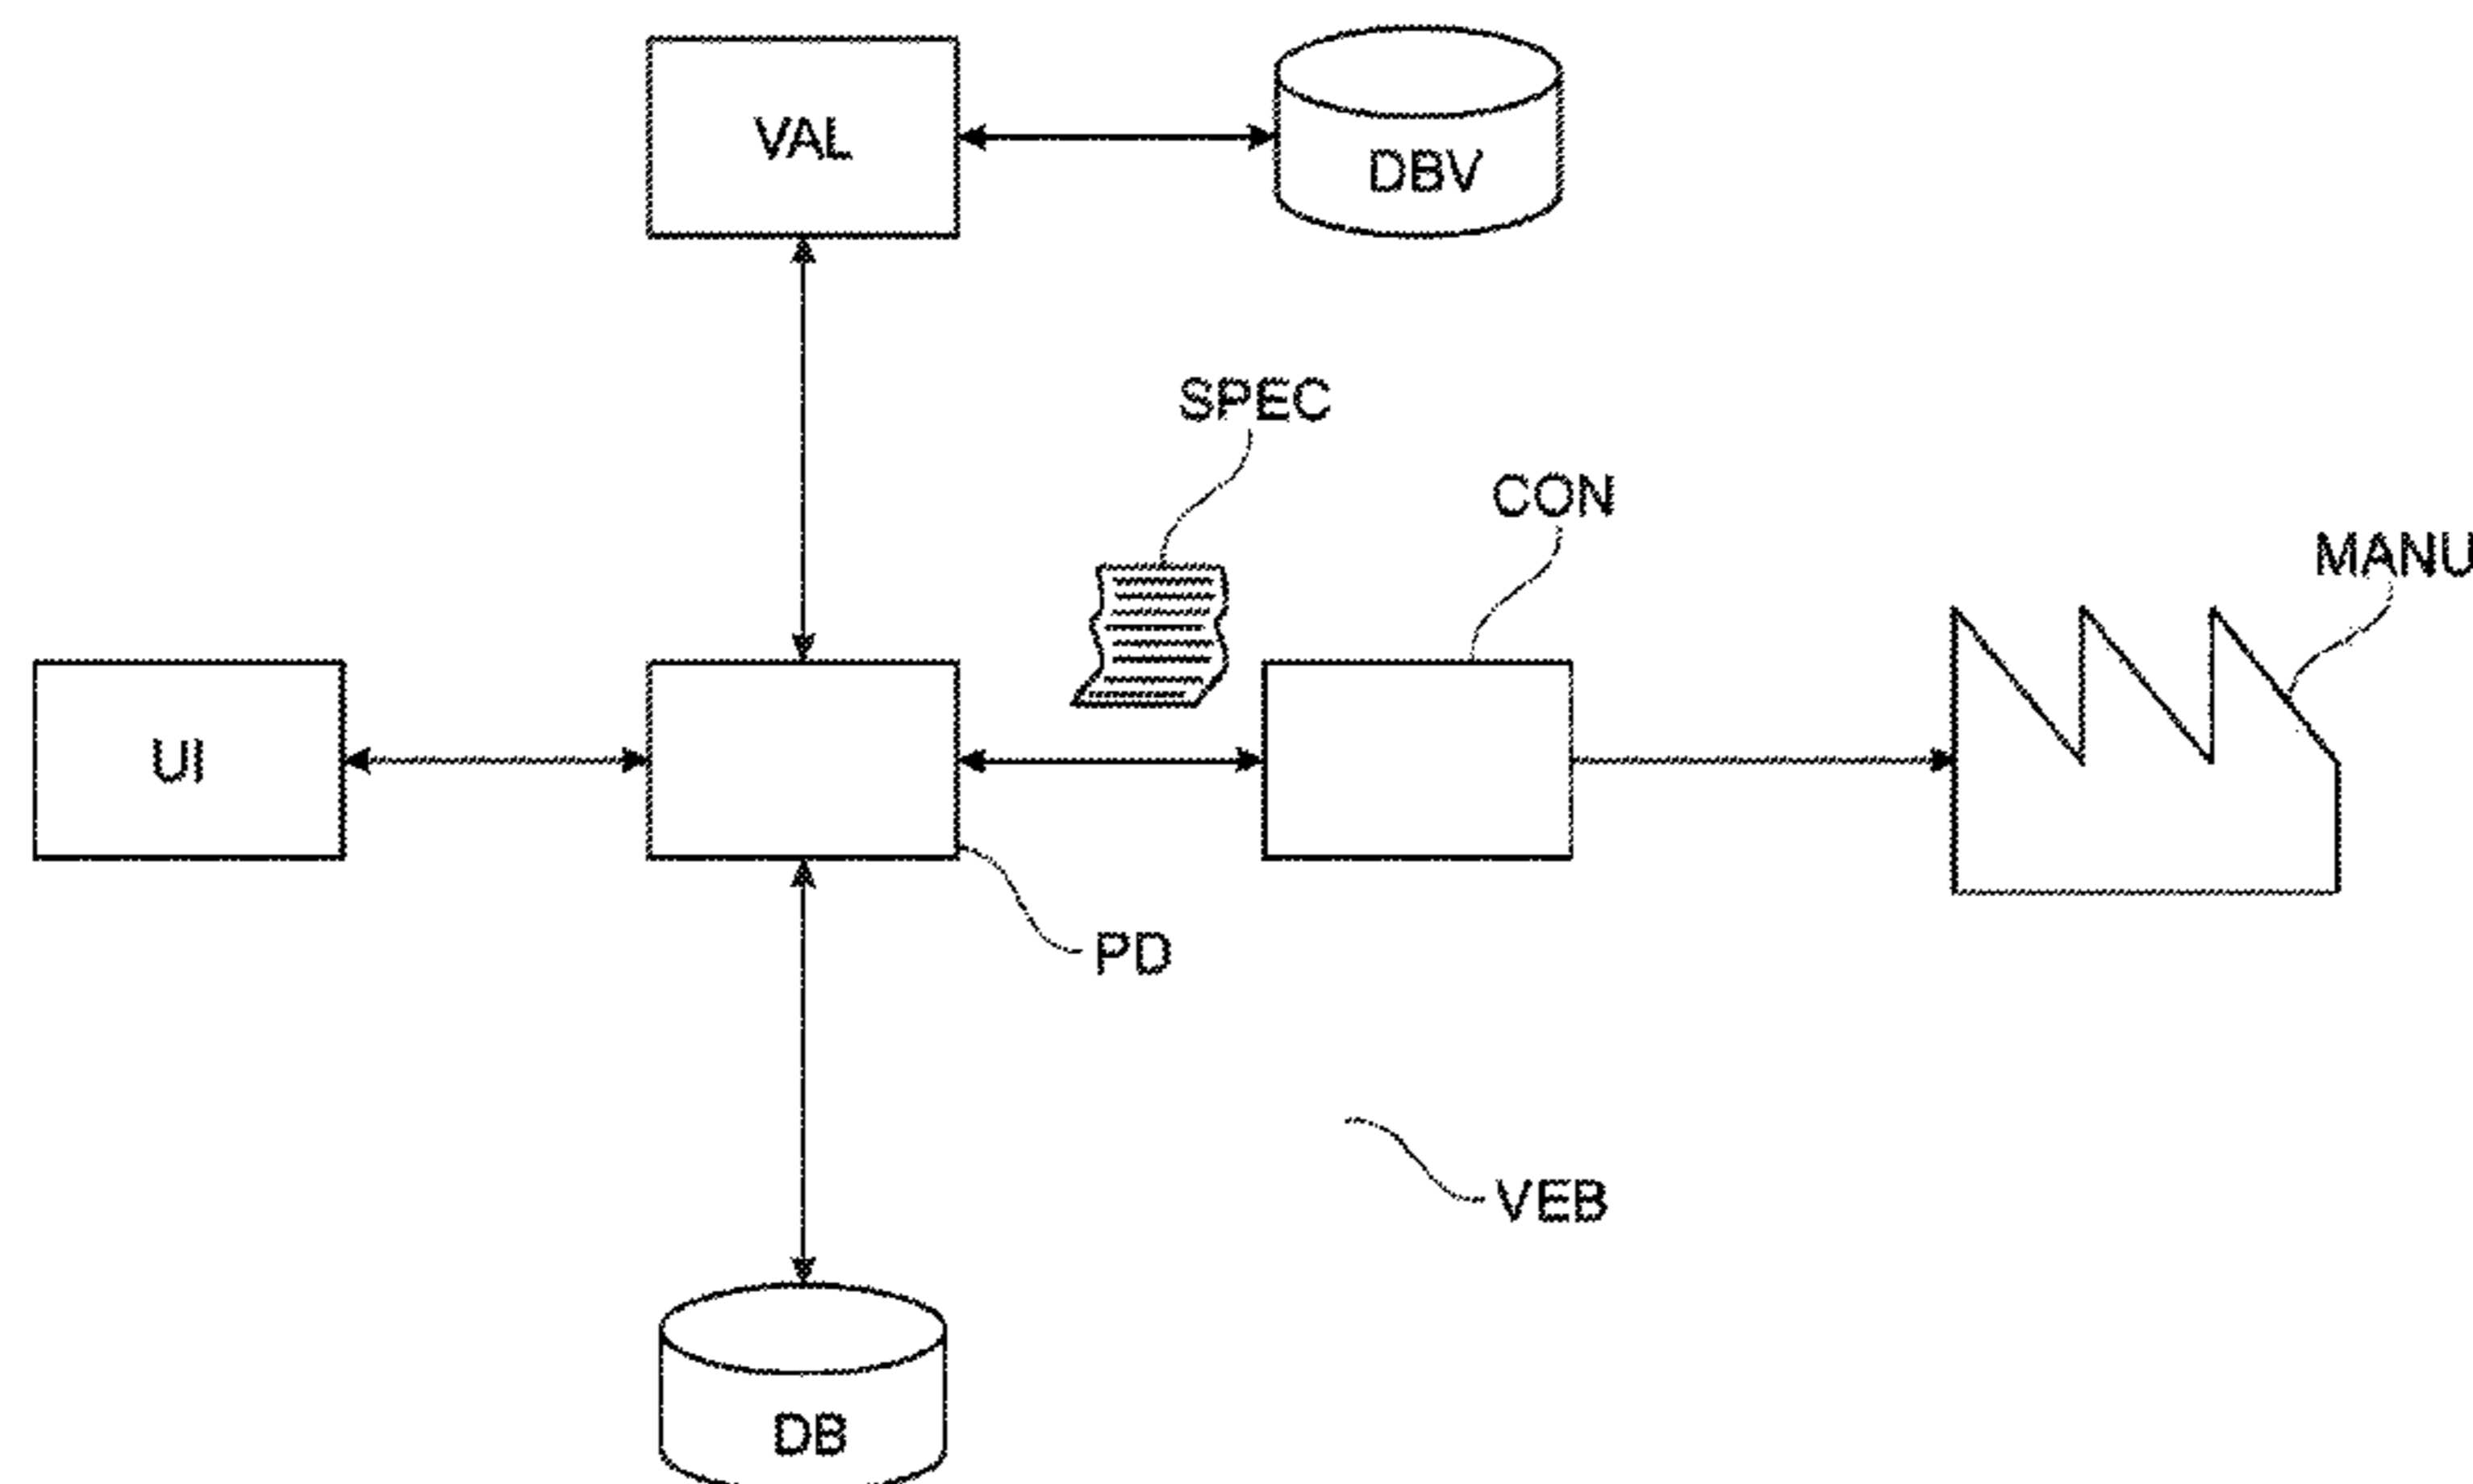 VAL
DBV
SPEC
CON
MANU
UI
PD
VEB
DB